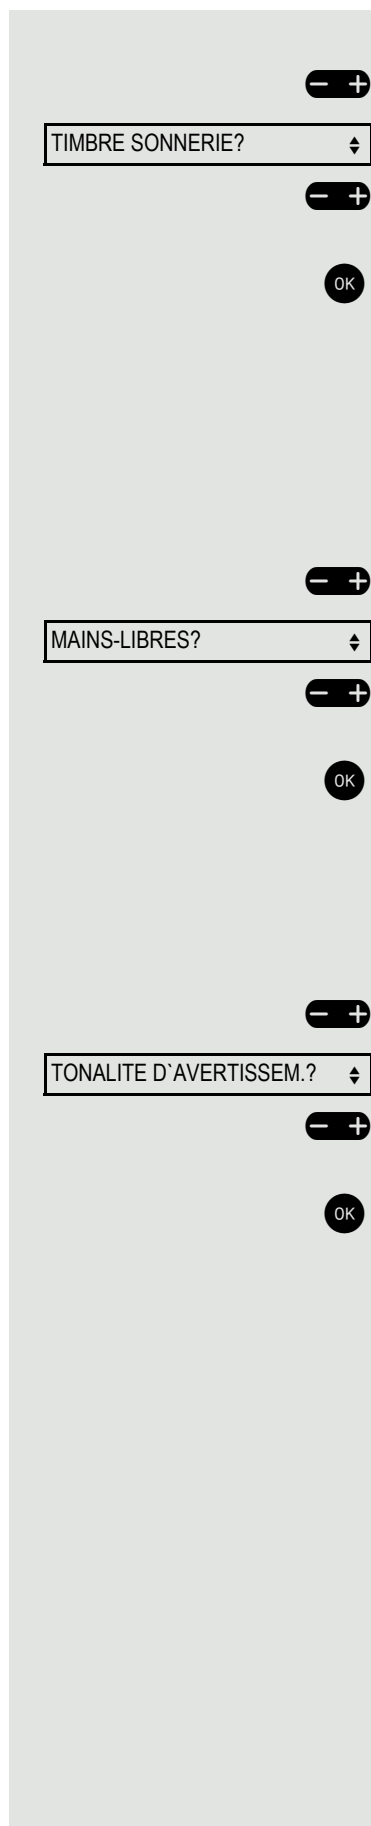 − +
TIMBRE SONNERIE?
− +
OK
− +
MAINS-LIBRES?
− +
OK
− +
TONALITE D`AVERTISSEM.?
− +
OK